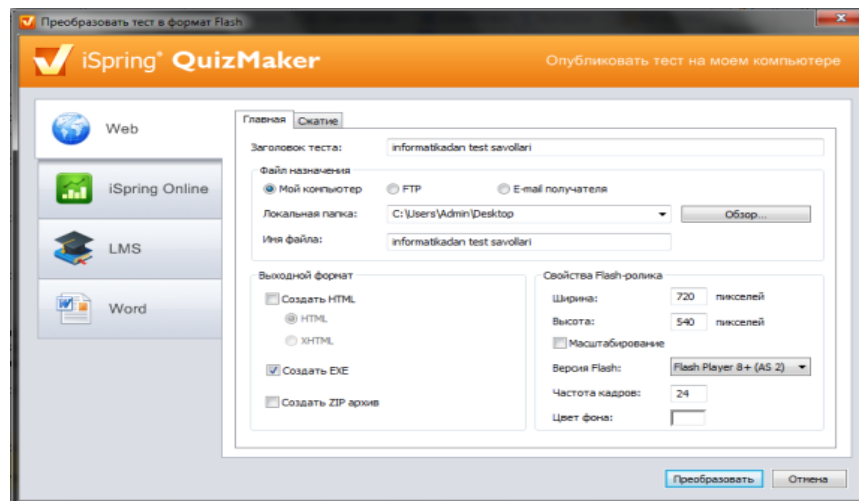 Преобразовать тест в формат Flash
iSpring® QuizMaker
Опубликовать тест на моем компьютере
Web
iSpring Online
LMS
Word
Главная Сжатие
Заголовок теста: informatikadan test savollari
Файл назначения
Мой компьютер FTP E-mail получателя
Локальная папка: C:\Users\Admin\Desktop Обзор...
Имя файла: informatikadan test savollari
Выходной формат
Создать HTML
HTML
XHTML
Создать EXE
Создать ZIP архив
Свойства Flash-ролика
Ширина: 720 пикселей
Высота: 540 пикселей
Масштабирование
Версия Flash: Flash Player 8+ (AS 2)
Частота кадров: 24
Цвет фона:
Преобразовать Отмена